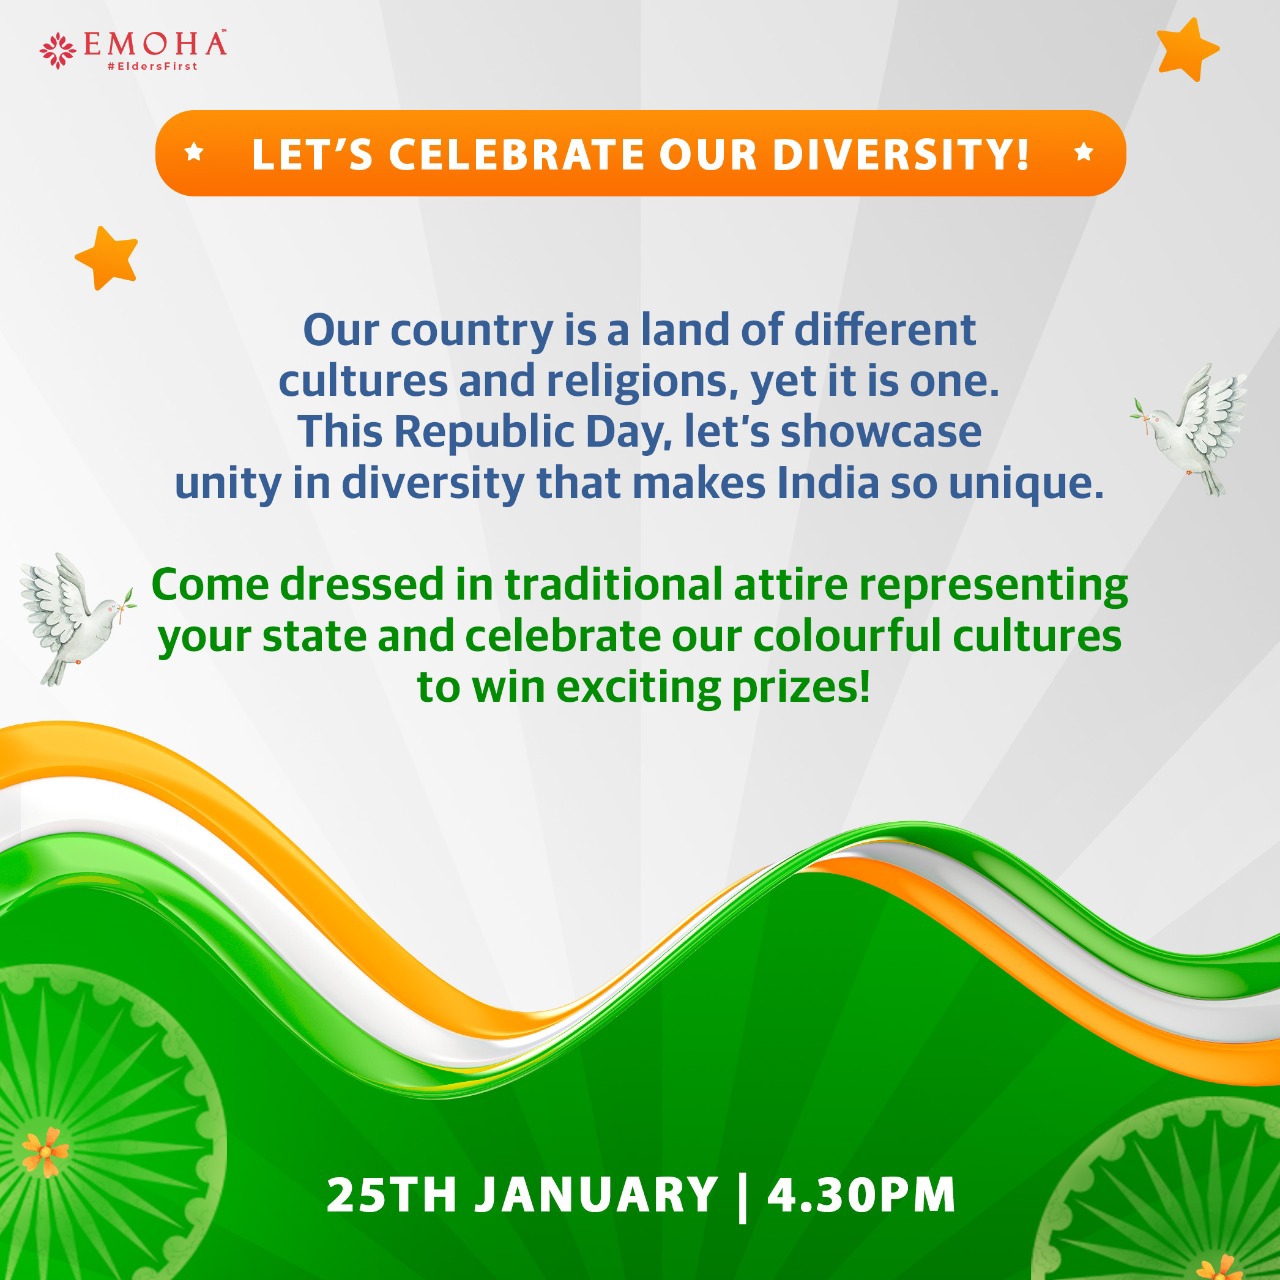 EMOHA
#EldersFirst
LET'S CELEBRATE OUR DIVERSITY!
Our country is a land of different
cultures and religions, yet it is one.
This Republic Day, let's showcase
unity in diversity that makes India so unique.
Come dressed in traditional attire representing
your state and celebrate our colourful cultures
to win exciting prizes!
25TH JANUARY | 4.30PM